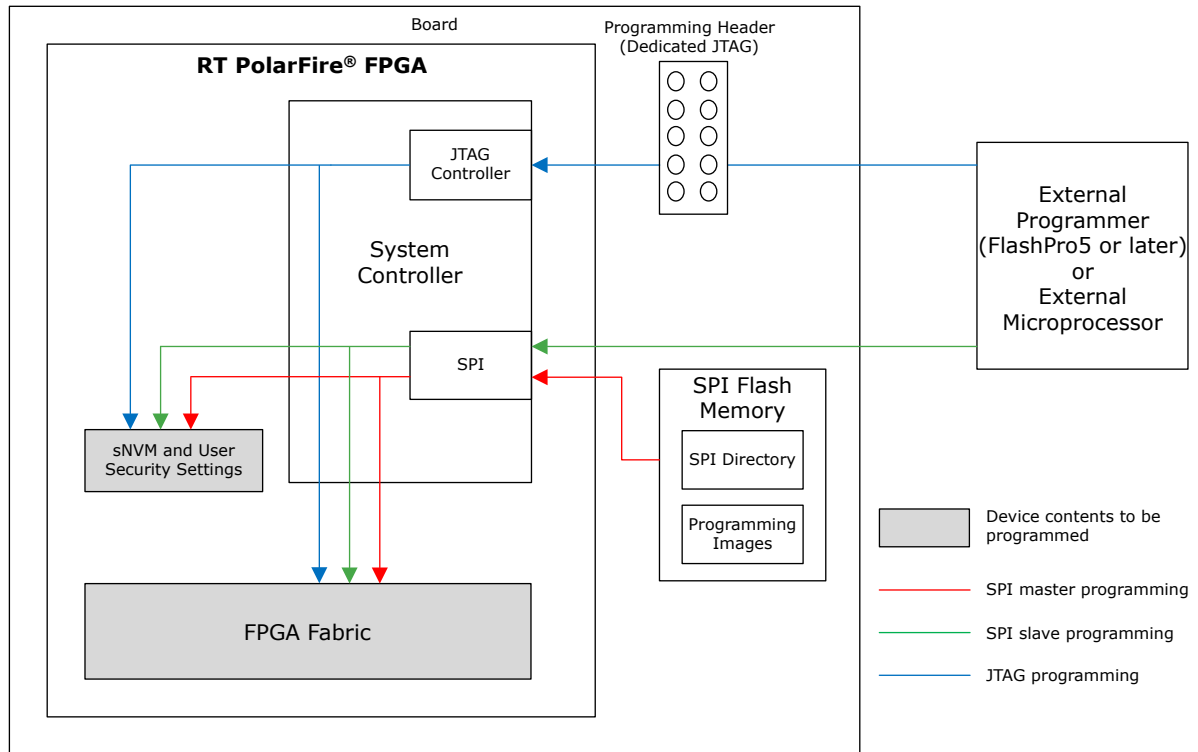 Board
Programming Header
(Dedicated JTAG)
RT PolarFire® FPGA
JTAG
Controller
System
Controller
SPI
External
Programmer
(FlashPro5 or later)
or
External
Microprocessor
SPI Flash
Memory
SPI Directory
Programming
Images
sNVM and User
Security Settings
FPGA Fabric
Device contents to be
programmed
SPI master programming
SPI slave programming
JTAG programming